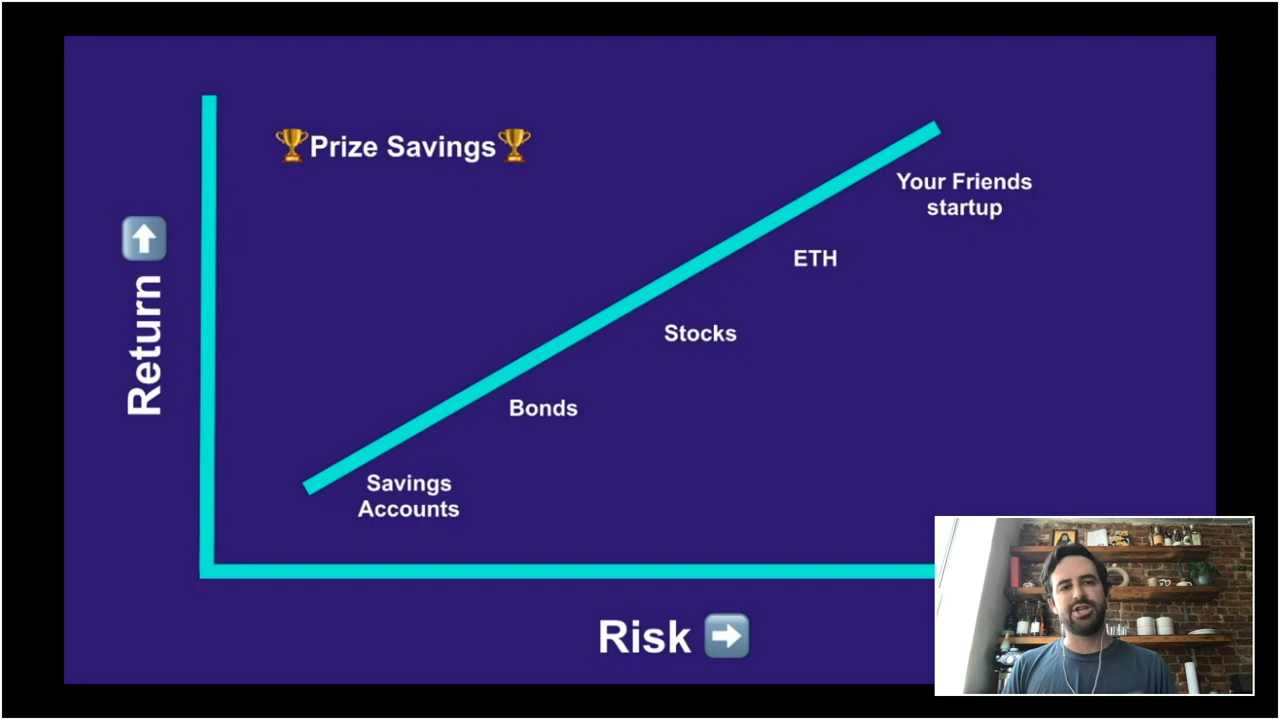 🏆Prize Savings🏆
Your Friends
startup
ETH
Stocks
Bonds
Savings
Accounts
Return ⬆️
Risk ➡️